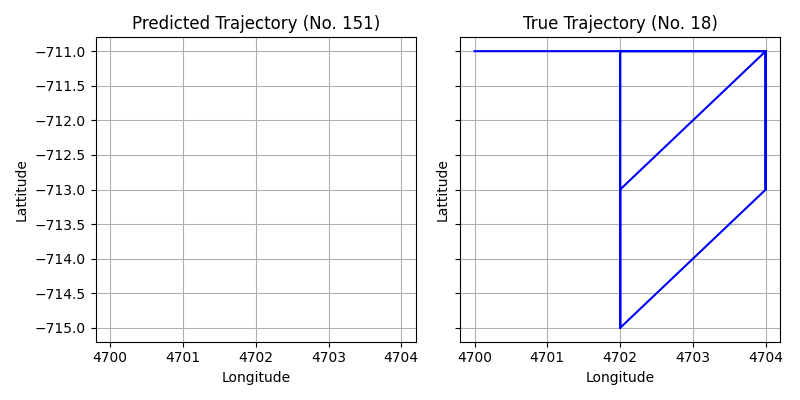 Predicted Trajectory (No. 151)
True Trajectory (No. 18)
−711.0
−711.5
−712.0
−712.5
−713.0
−713.5
−714.0
−714.5
−715.0
Lattitude
Lattitude
4700 4701 4702 4703 4704
4700 4701 4702 4703 4704
Longitude
Longitude